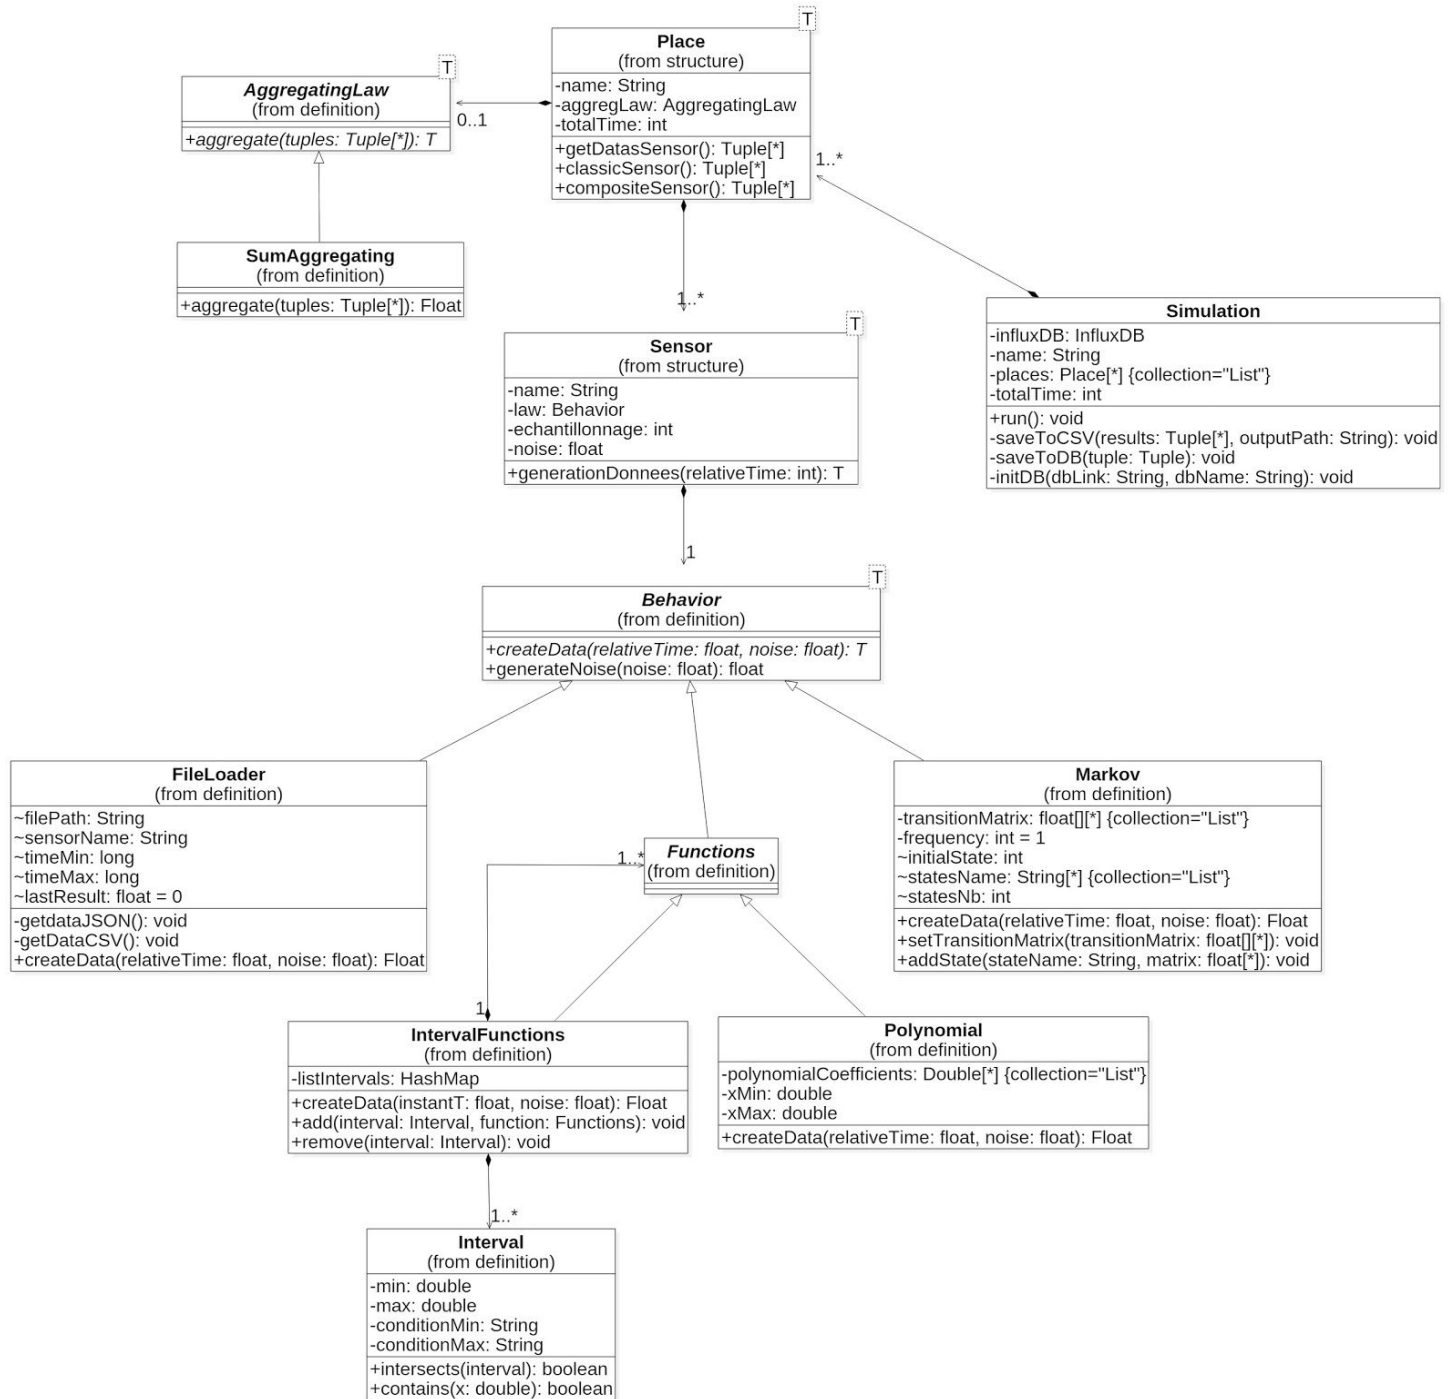 T
Place
(from structure)
-name: String
-aggregLaw: AggregatingLaw
-totalTime: int
+getDatasSensor(): Tuple[*]
+classicSensor(): Tuple[*]
+compositeSensor(): Tuple[*]
T
AggregatingLaw
(from definition)
+aggregate(tuples: Tuple[*]): T
0..1
1..*
SumAggregating
(from definition)
+aggregate(tuples: Tuple[*]): Float
1..*
Simulation
-influxDB: InfluxDB
-name: String
-places: Place[*] {collection="List"}
-totalTime: int
+run(): void
-saveToCSV(results: Tuple[*], outputPath: String): void
-saveToDB(tuple: Tuple): void
-initDB(dbLink: String, dbName: String): void
T
Sensor
(from structure)
-name: String
-law: Behavior
-echantillonnage: int
-noise: float
+generationDonnees(relativeTime: int): T
1
T
Behavior
(from definition)
+createData(relativeTime: float, noise: float): T
+generateNoise(noise: float): float
FileLoader
(from definition)
~filePath: String
~sensorName: String
~timeMin: long
~timeMax: long
~lastResult: float = 0
-getdataJSON(): void
-getDataCSV(): void
+createData(relativeTime: float, noise: float): Float
1..*
Functions
(from definition)
Markov
(from definition)
-transitionMatrix: float[][*] {collection="List"}
-frequency: int = 1
~initialState: int
~statesName: String[*] {collection="List"}
~statesNb: int
+createData(relativeTime: float, noise: float): Float
+setTransitionMatrix(transitionMatrix: float[][*]): void
+addState(stateName: String, matrix: float[*]): void
1
IntervalFunctions
(from definition)
-listIntervals: HashMap
+createData(instantT: float, noise: float): Float
+add(interval: Interval, function: Functions): void
+remove(interval: Interval): void
Polynomial
(from definition)
-polynomialCoefficients: Double[*] {collection="List"}
-xMin: double
-xMax: double
+createData(relativeTime: float, noise: float): Float
1..*
Interval
(from definition)
-min: double
-max: double
-conditionMin: String
-conditionMax: String
+intersects(interval): boolean
+contains(x: double): boolean